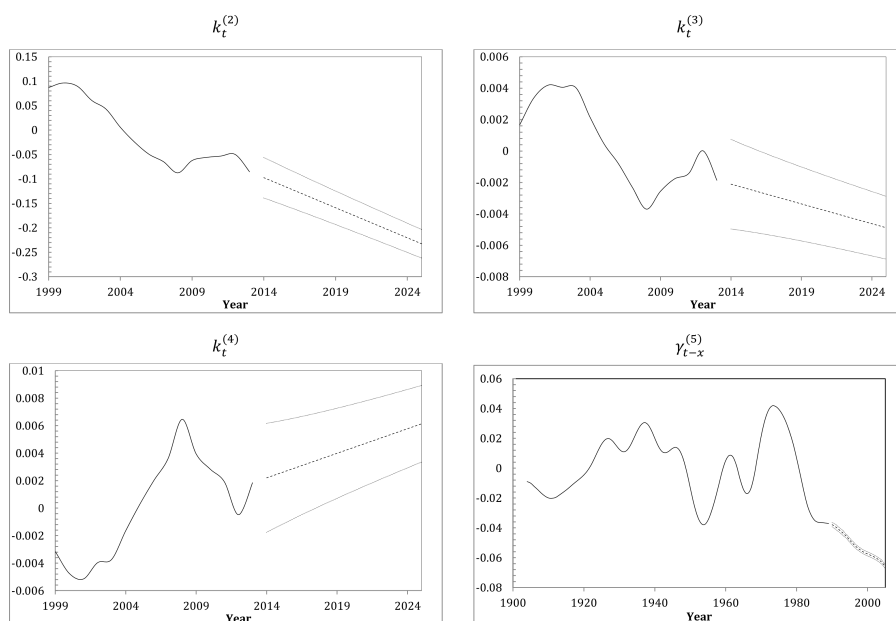 k_t^{(2)}
0.15
0.1
0.05
0
-0.05
-0.1
-0.15
-0.2
-0.25
-0.3
1999 2004 2009 2014 2019 2024
Year
k_t^{(3)}
0.006
0.004
0.002
0
-0.002
-0.004
-0.006
-0.008
1999 2004 2009 2014 2019 2024
Year
k_t^{(4)}
0.01
0.008
0.006
0.004
0.002
0
-0.002
-0.004
-0.006
1999 2004 2009 2014 2019 2024
Year
γ_{t-x}^{(5)}
0.06
0.04
0.02
0
-0.02
-0.04
-0.06
-0.08
1900 1920 1940 1960 1980 2000
Year